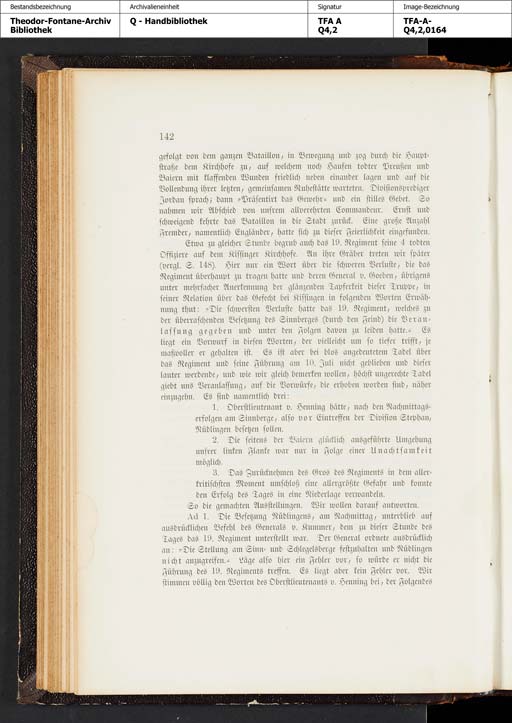 Bestandsbezeichnung
Theodor-Fontane-Archiv
Bibliothek
Archivalieneinheit
Q - Handbibliothek
Signatur
TFA A
Q4,2
Image-Bezeichnung
TFA-A-
Q4,2,0164
142
gefolgt von dem ganzen Bataillon, in Bewegung und zog durch die Haupt-
straße dem Kirchhofe zu, auf welchem noch Haufen todter Preußen und
Baiern mit klaffenden Wunden friedlich neben einander lagen und auf die
Vollendung ihrer letzten, gemeinsamen Ruhestätte warteten. Divisionsprediger
Jordan sprach; dann »Präsentirt das Gewehr« und ein stilles Gebet. So
nahmen wir Abschied von unsrem allverehrten Commandeur. Ernst und
schweigend kehrte das Bataillon in die Stadt zurück. Eine große Anzahl
Fremder, namentlich Engländer, hatte sich zu dieser Feierlichkeit eingefunden.
Etwa zu gleicher Stunde begrub auch das 19. Regiment seine 4 todten
Offiziere auf dem Kissinger Kirchhofe. An ihre Gräber treten wir später
(vergl. S. 148). Hier nur ein Wort über die schweren Verluste, die das
Regiment überhaupt zu tragen hatte und deren General v. Goeben, übrigens
unter mehrfacher Anerkennung der glänzenden Tapferkeit dieser Truppe, in
seiner Relation über das Gefecht bei Kissingen in folgenden Worten Erwäh-
nung thut: »Die schwersten Verluste hatte das 19. Regiment, welches zu
der überraschenden Besetzung des Sinnberges (durch den Feind) die Veran-
lassung gegeben und unter den Folgen davon zu leiden hatte.« Es
liegt ein Vorwurf in diesen Worten, der vielleicht um so tiefer trifft, je
maßvoller er gehalten ist. Es ist aber bei blos angedeutetem Tadel über
das Regiment und seine Führung am 10. Juli nicht geblieben und dieser
lauter werdende, und wie wir gleich bemerken wollen, höchst ungerechte Tadel
giebt uns Veranlassung, auf die Vorwürfe, die erhoben worden sind, näher
einzugehn. Es sind namentlich drei:
1. Oberstlieutenant v. Henning hätte, nach den Nachmittags-
erfolgen am Sinnberge, also vor Eintreffen der Division Stephan,
Nüdlingen besetzen sollen.
2. Die seitens der Baiern glücklich ausgeführte Umgehung
unsrer linken Flanke war nur in Folge einer Unachtsamkeit
möglich.
3. Das Zurücknehmen des Gros des Regiments in dem aller-
kritischsten Moment umschloß eine allergrößte Gefahr und konnte
den Erfolg des Tages in eine Niederlage verwandeln.
So die gemachten Ausstellungen. Wir wollen darauf antworten.
Ad 1. Die Besetzung Nüdlingens, am Nachmittag, unterblieb auf
ausdrücklichen Befehl des Generals v. Kummer, dem zu dieser Stunde des
Tages das 19. Regiment unterstellt war. Der General ordnete ausdrücklich
an: »Die Stellung am Sinn- und Schlegelsberge festzuhalten und Nüdlingen
nicht anzugreifen.« Läge also hier ein Fehler vor, so würde er nicht die
Führung des 19. Regiments treffen. Es liegt aber kein Fehler vor. Wir
stimmen völlig den Worten des Oberstlieutenants v. Henning bei, der Folgendes